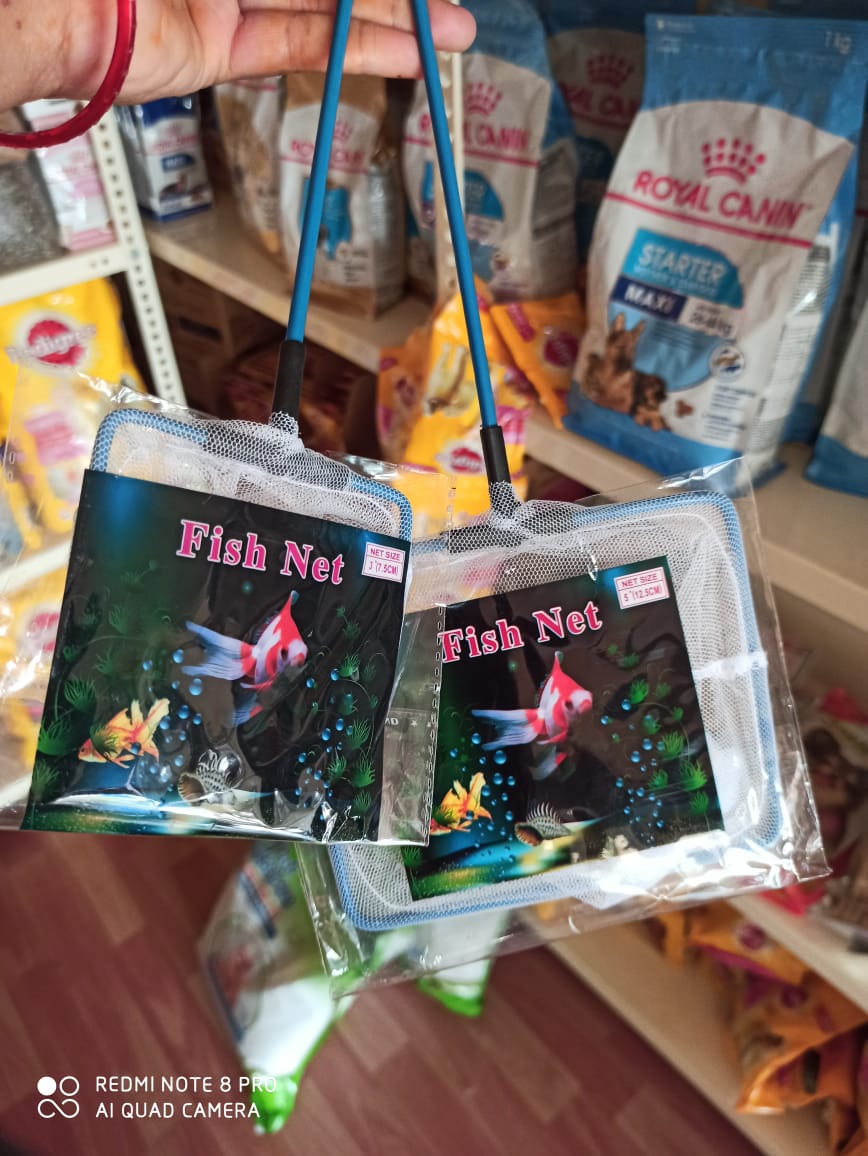 ROYAL CANIN
ROYAL CANIN
ROYAL CANIN
STARTER
MAXI
Pedigree
Fish Net
NET SIZE
3"(7.5CM)
Fish Net
NET SIZE
5"(12.5CM)
REDMI NOTE 8 PRO
AI QUAD CAMERA